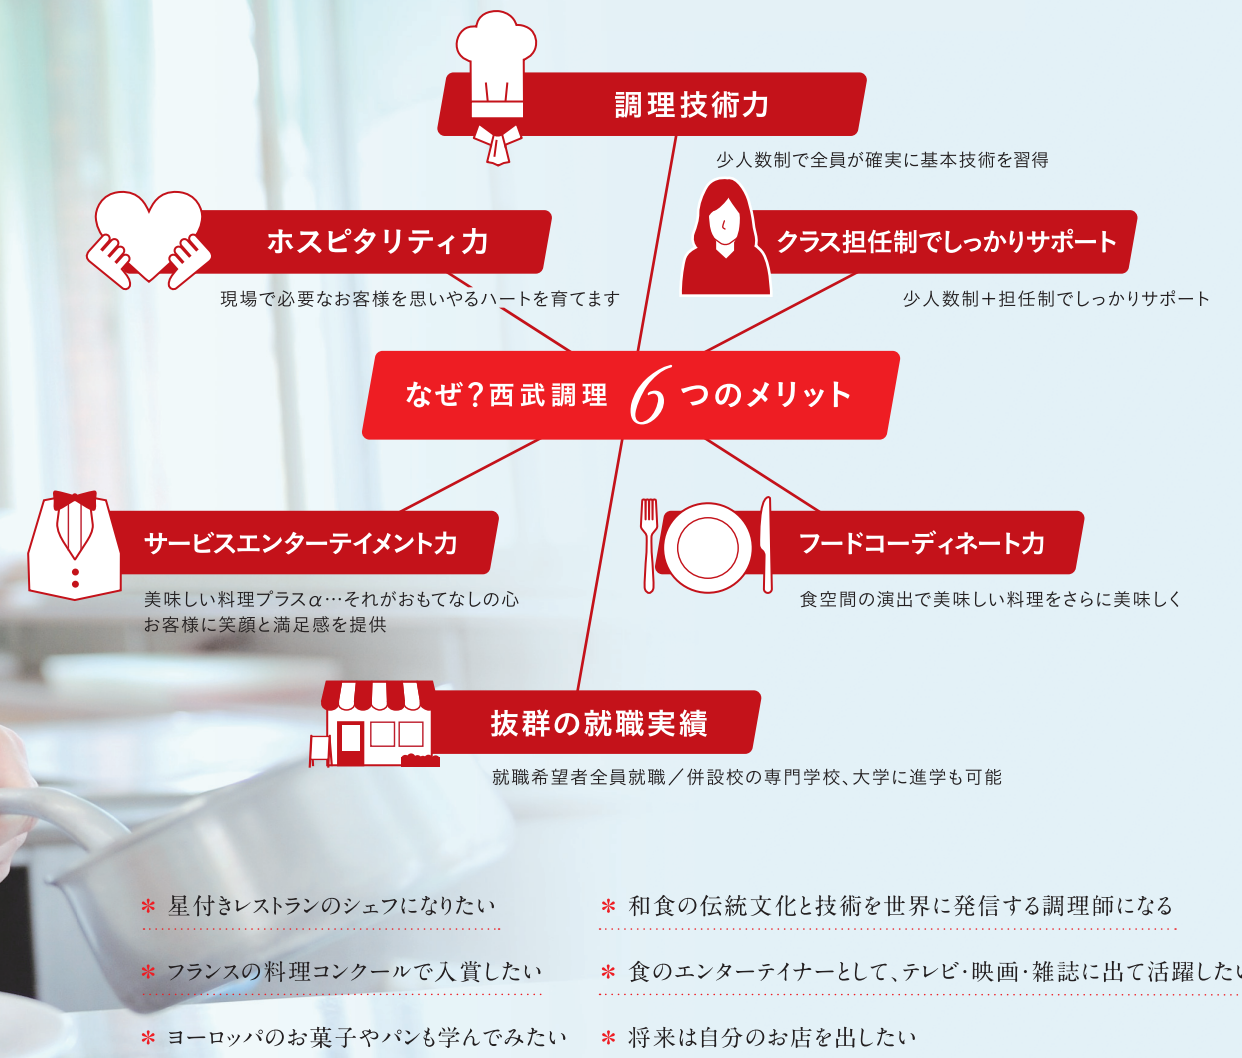 調理技術力
少人数制で全員が確実に基本技術を習得
ホスピタリティ力
現場で必要なお客様を思いやるハートを育てます
クラス担任制でしっかりサポート
少人数制＋担任制でしっかりサポート
なぜ？西武調理 6 つのメリット
サービスエンターテイメント力
美味しい料理プラスα…それがおもてなしの心
お客様に笑顔と満足感を提供
フードコーディネート力
食空間の演出で美味しい料理をさらに美味しく
抜群の就職実績
就職希望者全員就職／併設校の専門学校、大学に進学も可能
＊ 星付きレストランのシェフになりたい
＊ 和食の伝統文化と技術を世界に発信する調理師になる
＊ フランスの料理コンクールで入賞したい
＊ 食のエンターテイナーとして、テレビ・映画・雑誌に出て活躍したい
＊ ヨーロッパのお菓子やパンも学んでみたい
＊ 将来は自分のお店を出したい